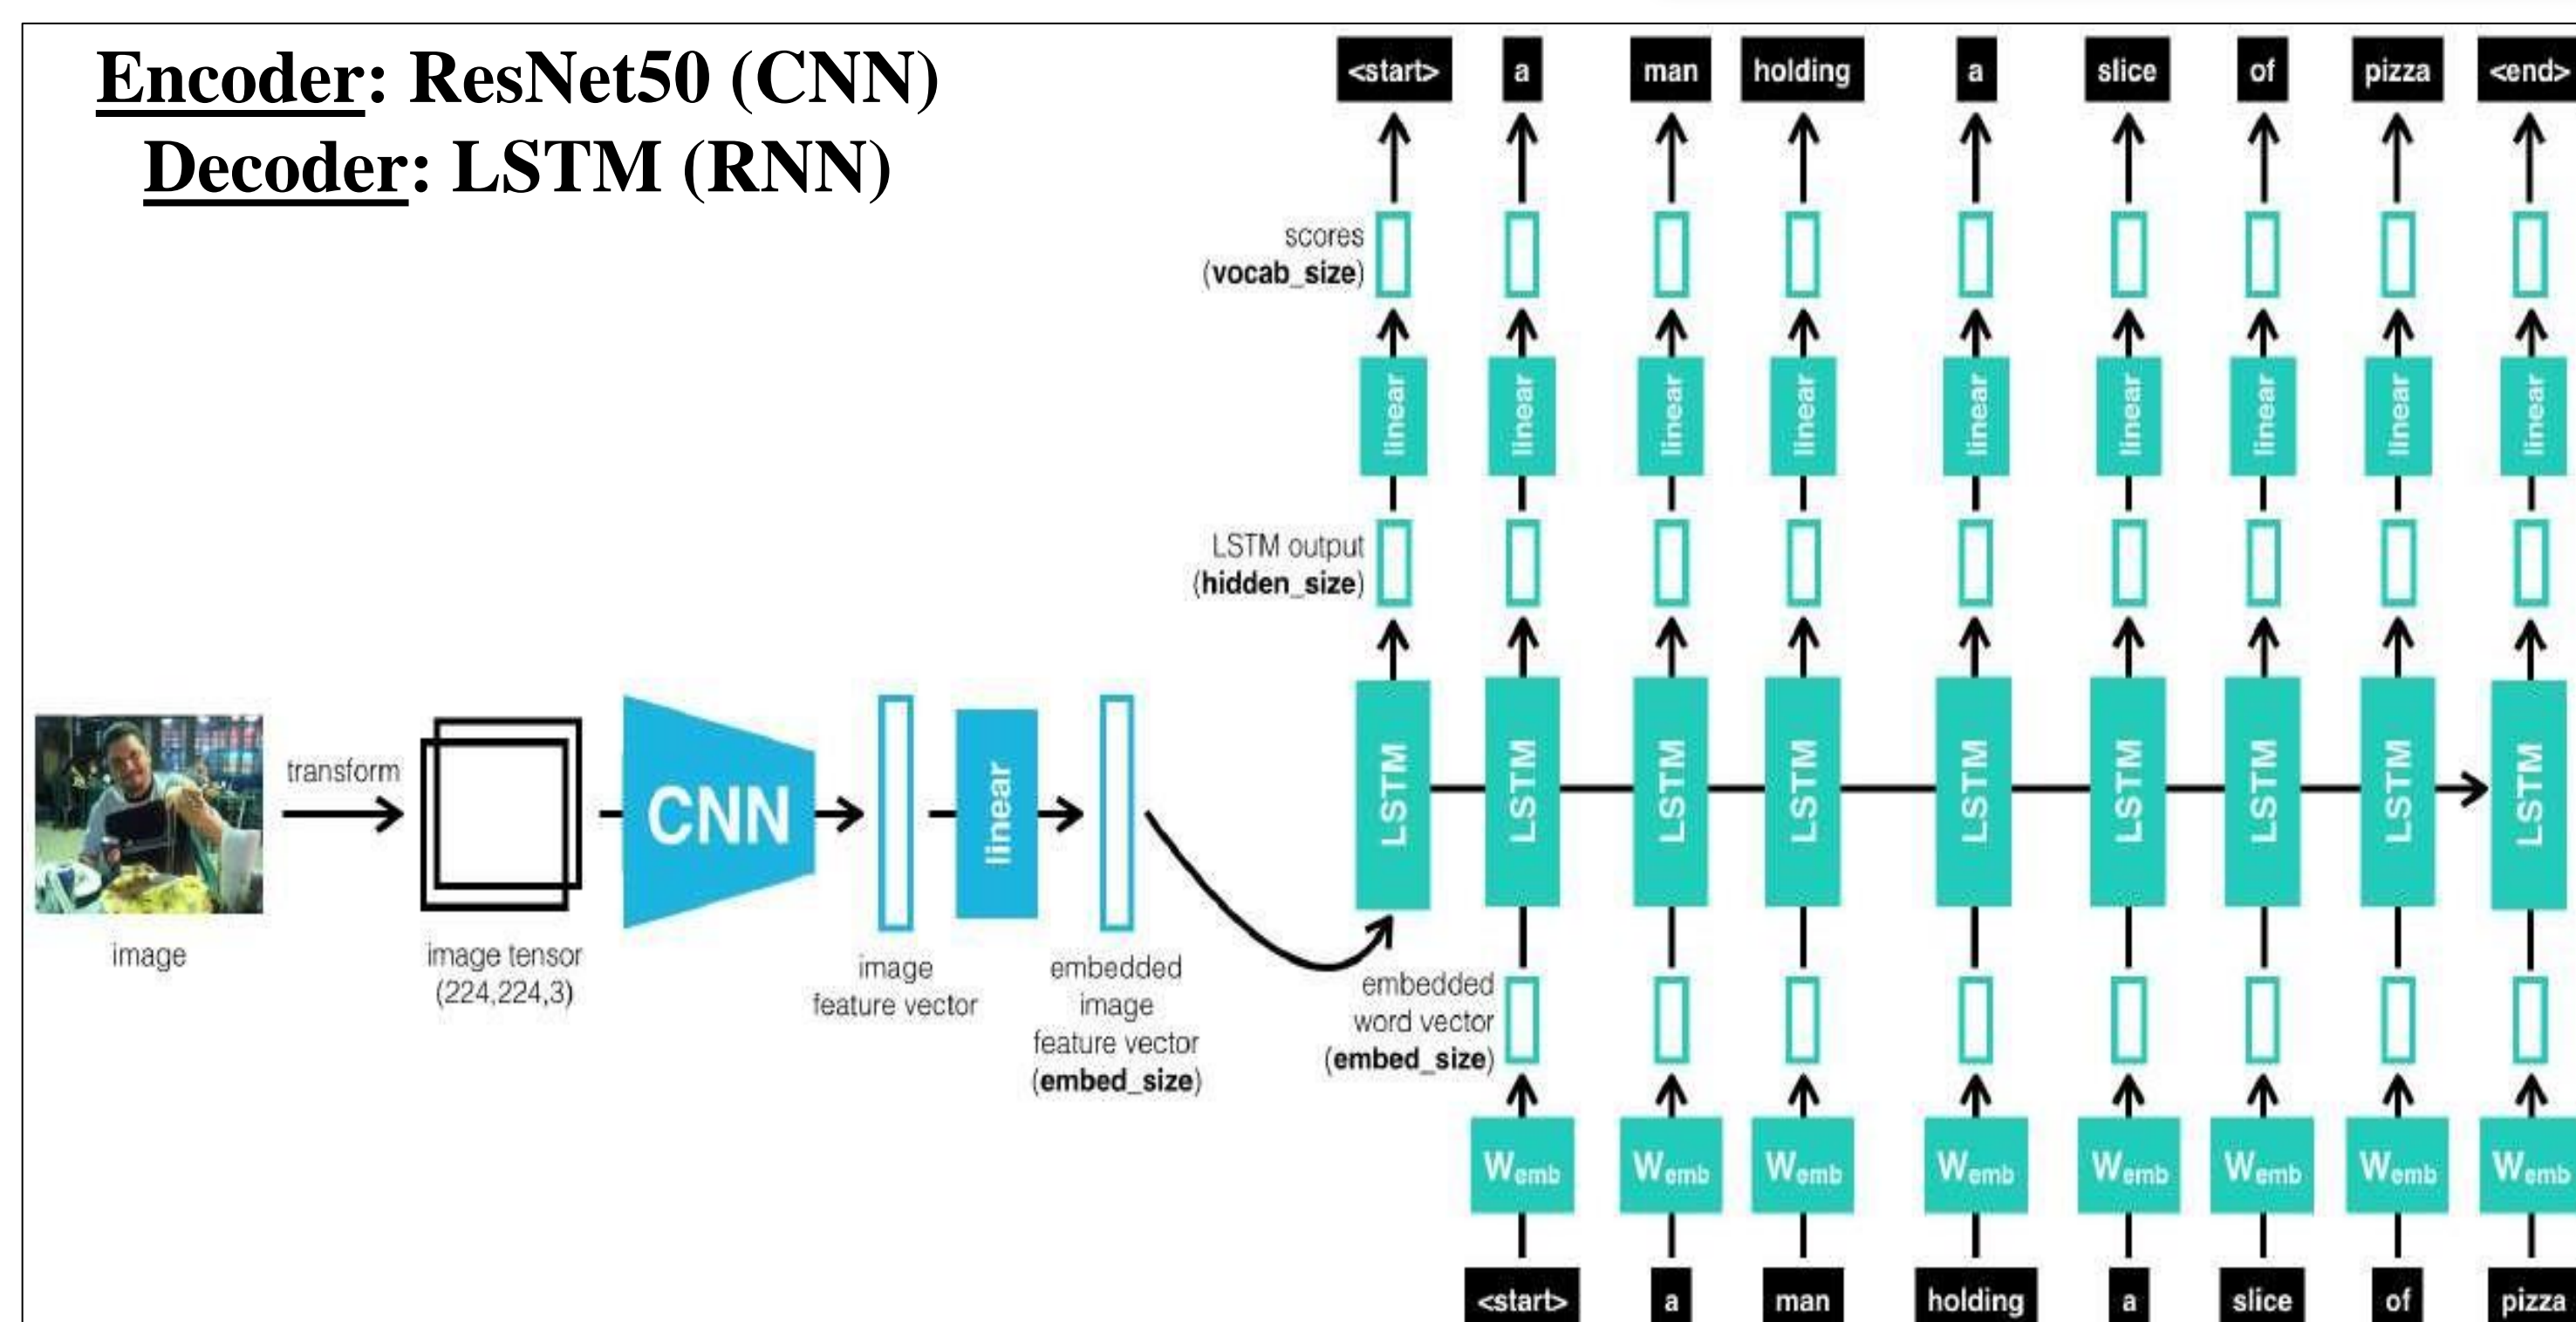 Encoder: ResNet50 (CNN)
Decoder: LSTM (RNN)
<start> a man holding a slice of pizza <end>
scores
(vocab_size)
linear linear linear linear linear linear linear linear linear
LSTM output
(hidden_size)
transform
CNN
linear
LSTM LSTM LSTM LSTM LSTM LSTM LSTM LSTM LSTM
image
image tensor
(224,224,3)
image
feature vector
embedded
image
feature vector
(embed_size)
embedded
word vector
(embed_size)
Wemb Wemb Wemb Wemb Wemb Wemb Wemb Wemb
<start> a man holding a slice of pizza